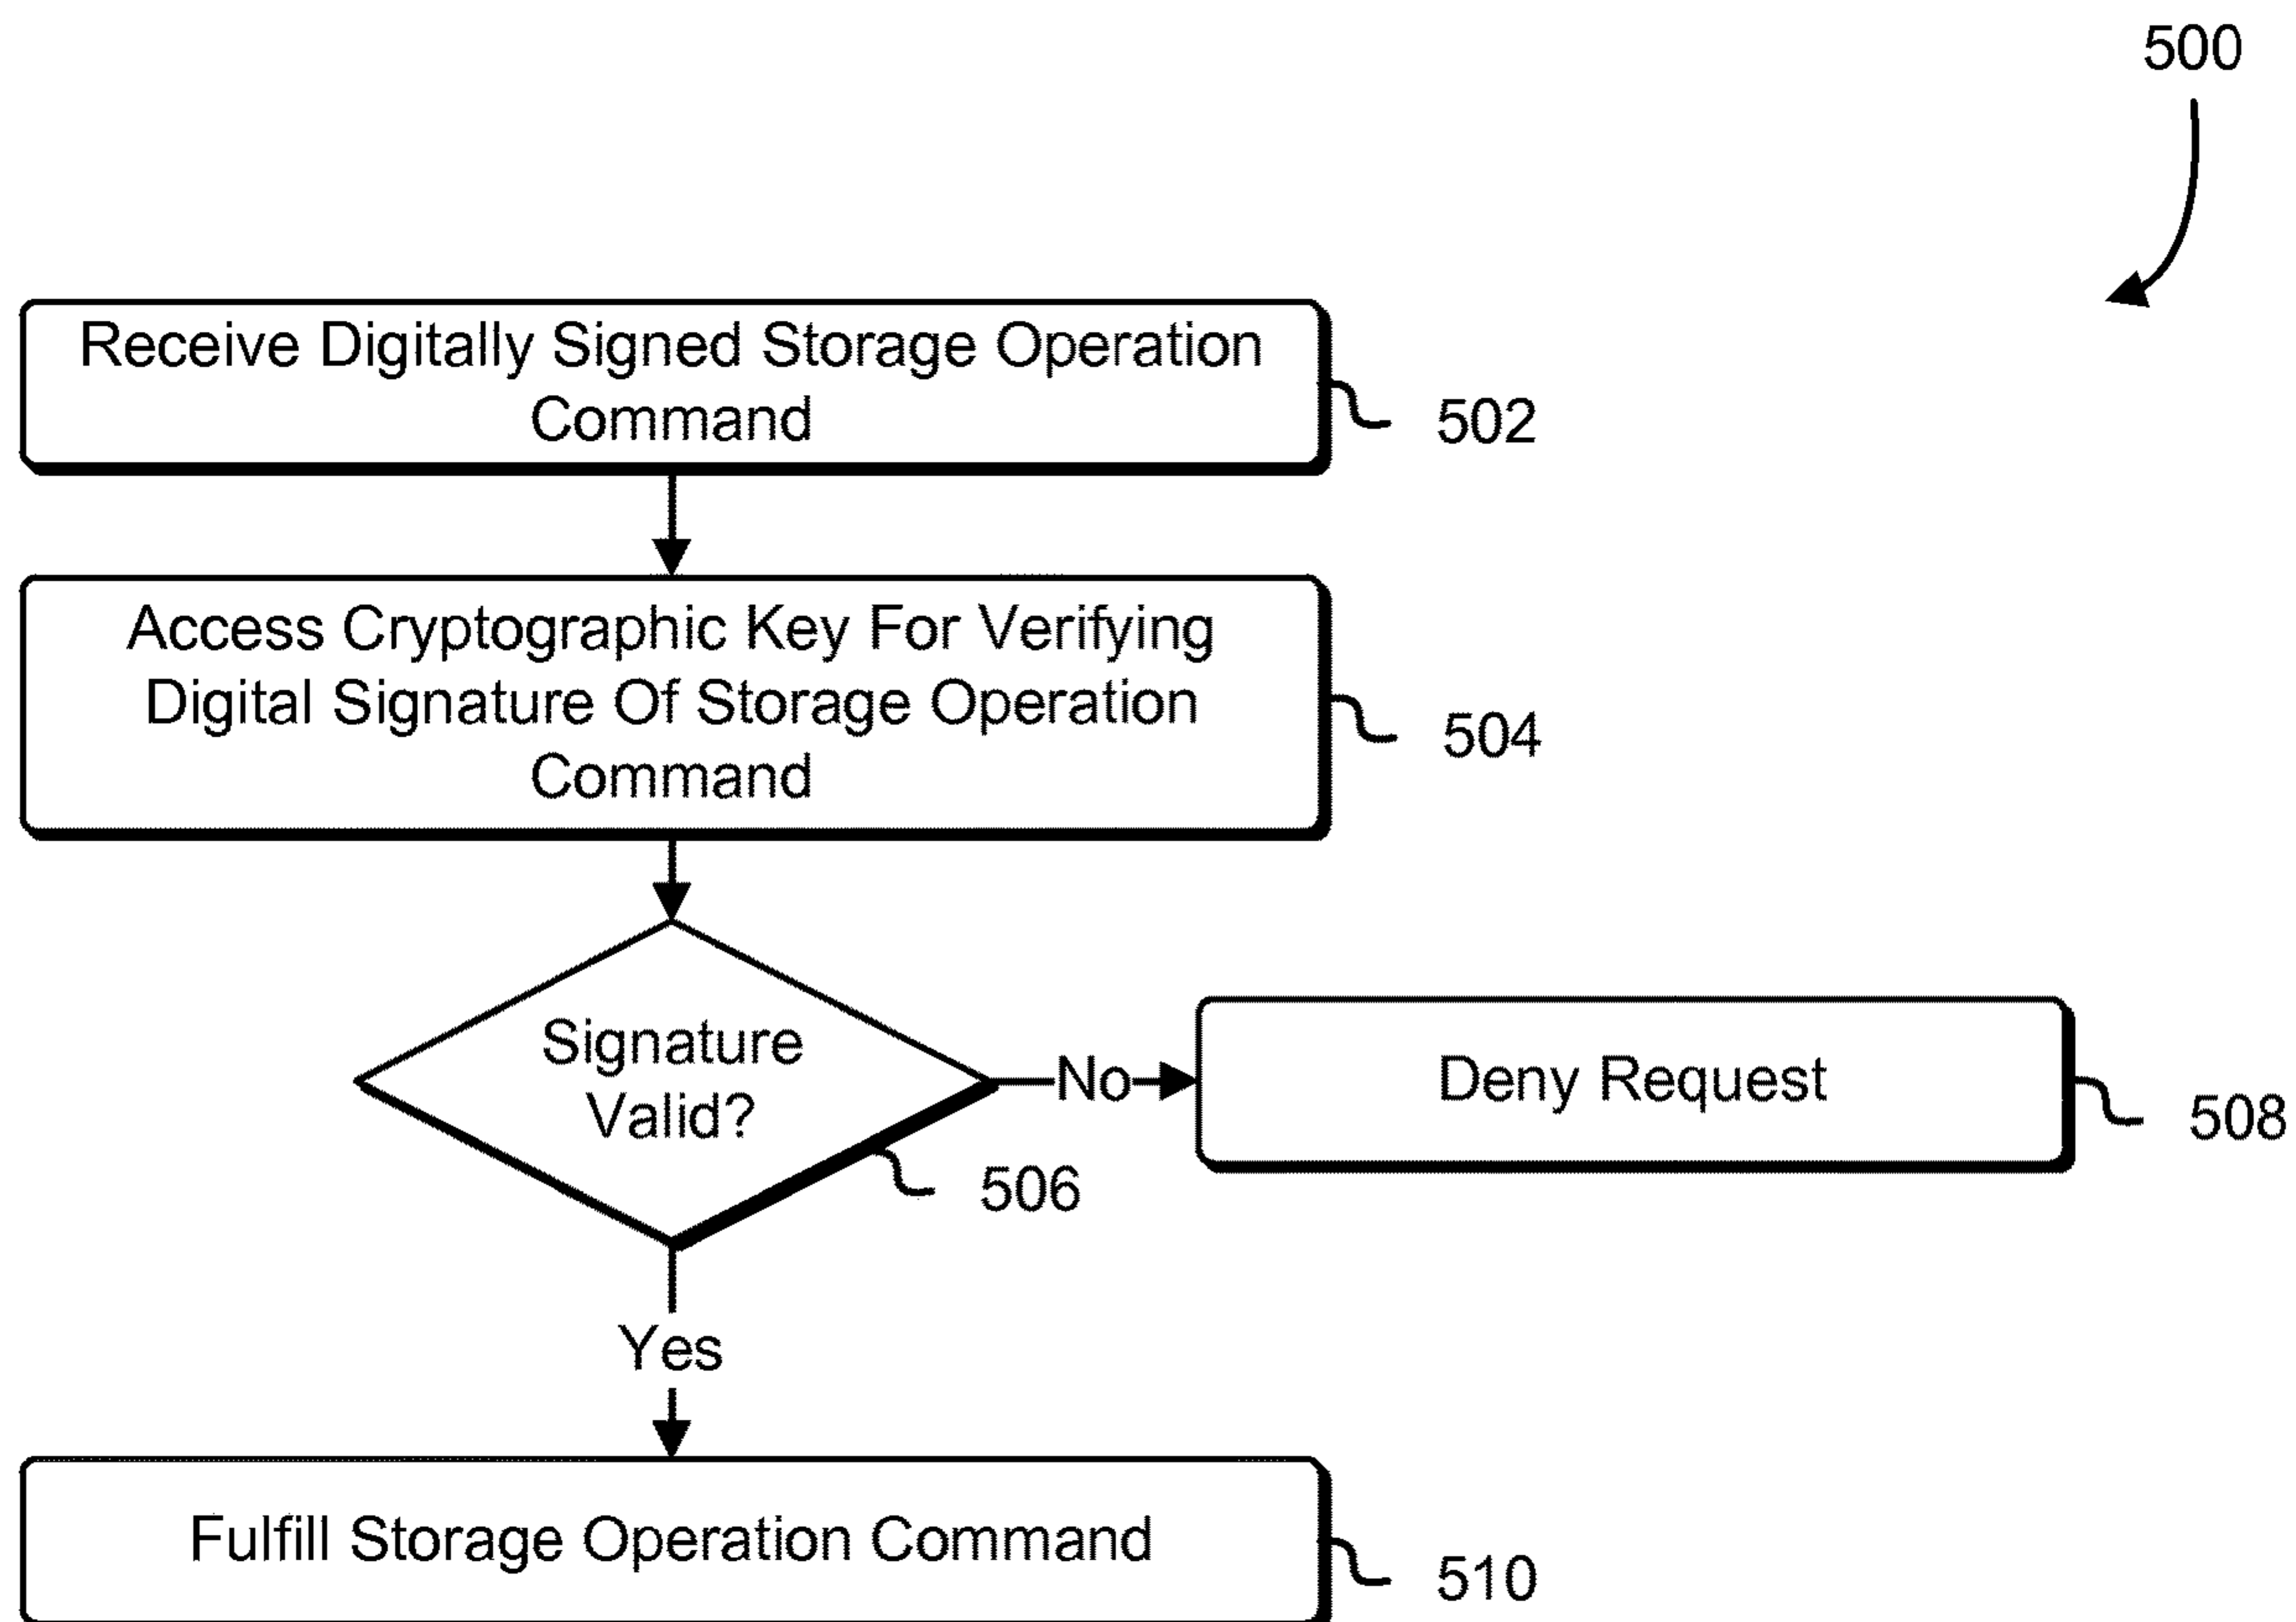 500
Receive Digitally Signed Storage Operation
Command
502
Access Cryptographic Key For Verifying
Digital Signature Of Storage Operation
Command
504
Signature
Valid?
No
Deny Request
508
506
Yes
Fulfill Storage Operation Command
510